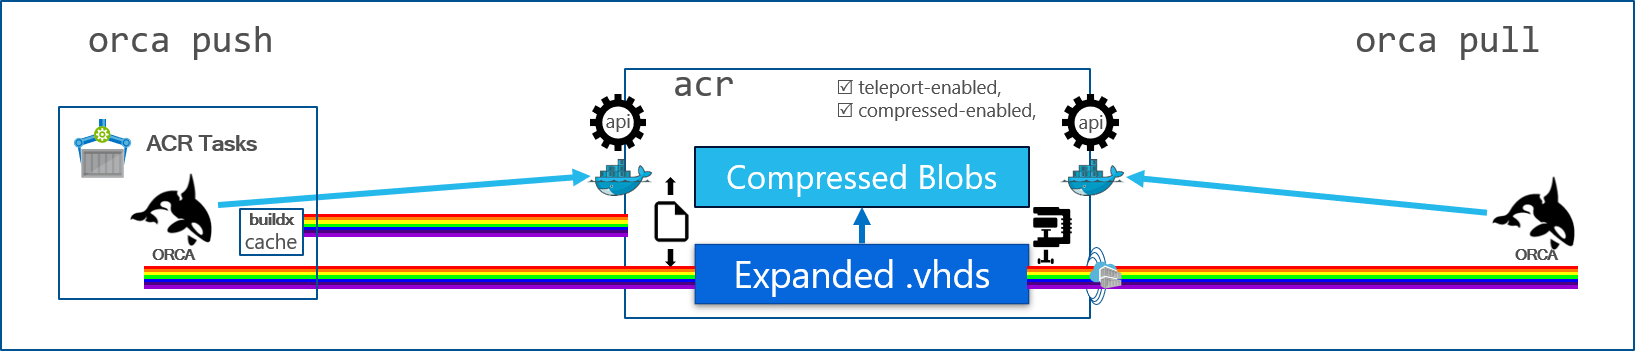 orca push
orca pull
acr
☑ teleport-enabled,
☑ compressed-enabled,
api
api
ACR Tasks
Compressed Blobs
buildx
cache
ORCA
ORCA
Expanded .vhds